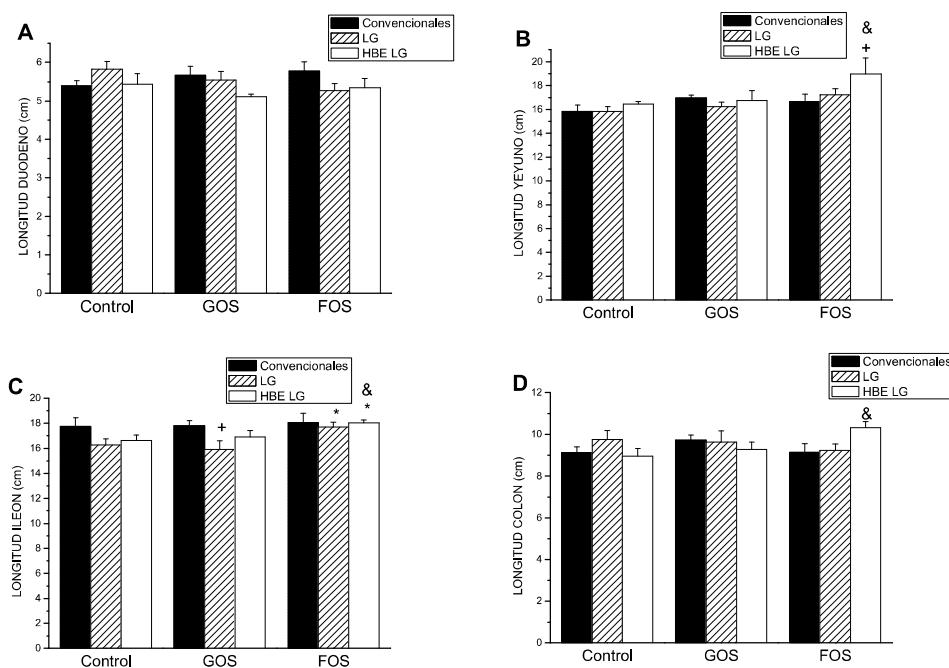 A
Convencionales
LG
HBE LG
LONGITUD DUODENO (cm)
6
5
4
3
2
1
0
Control GOS FOS
B
Convencionales
LG
HBE LG
&
+
LONGITUD YEYUNO (cm)
20
18
16
14
12
10
8
6
4
2
0
Control GOS FOS
C
Convencionales
LG
HBE LG
&
+ * *
LONGITUD ILEON (cm)
20
18
16
14
12
10
8
6
4
2
0
Control GOS FOS
D
Convencionales
LG
HBE LG
&
LONGITUD COLON (cm)
12
10
8
6
4
2
0
Control GOS FOS